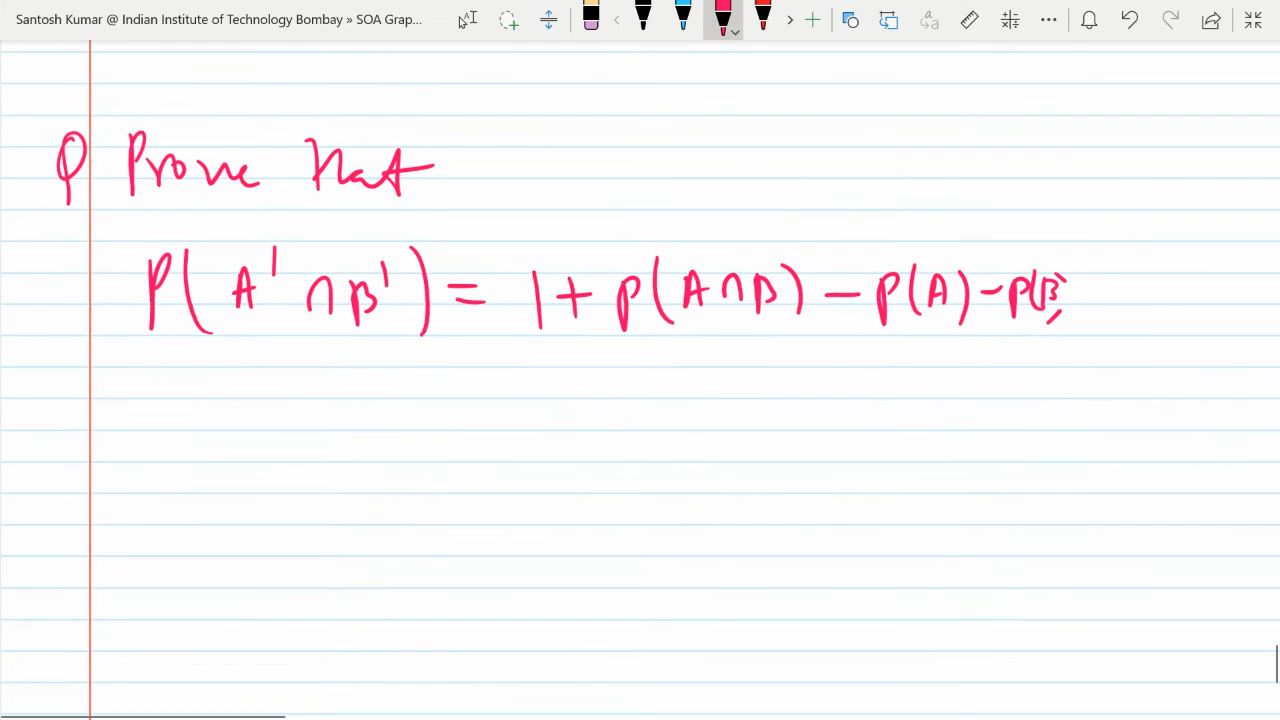 Santosh Kumar @ Indian Institute of Technology Bombay » SOA Grap...
Q Prove that
P(A' ∩ B') = 1 + P(A ∩ B) - P(A) - P(B)